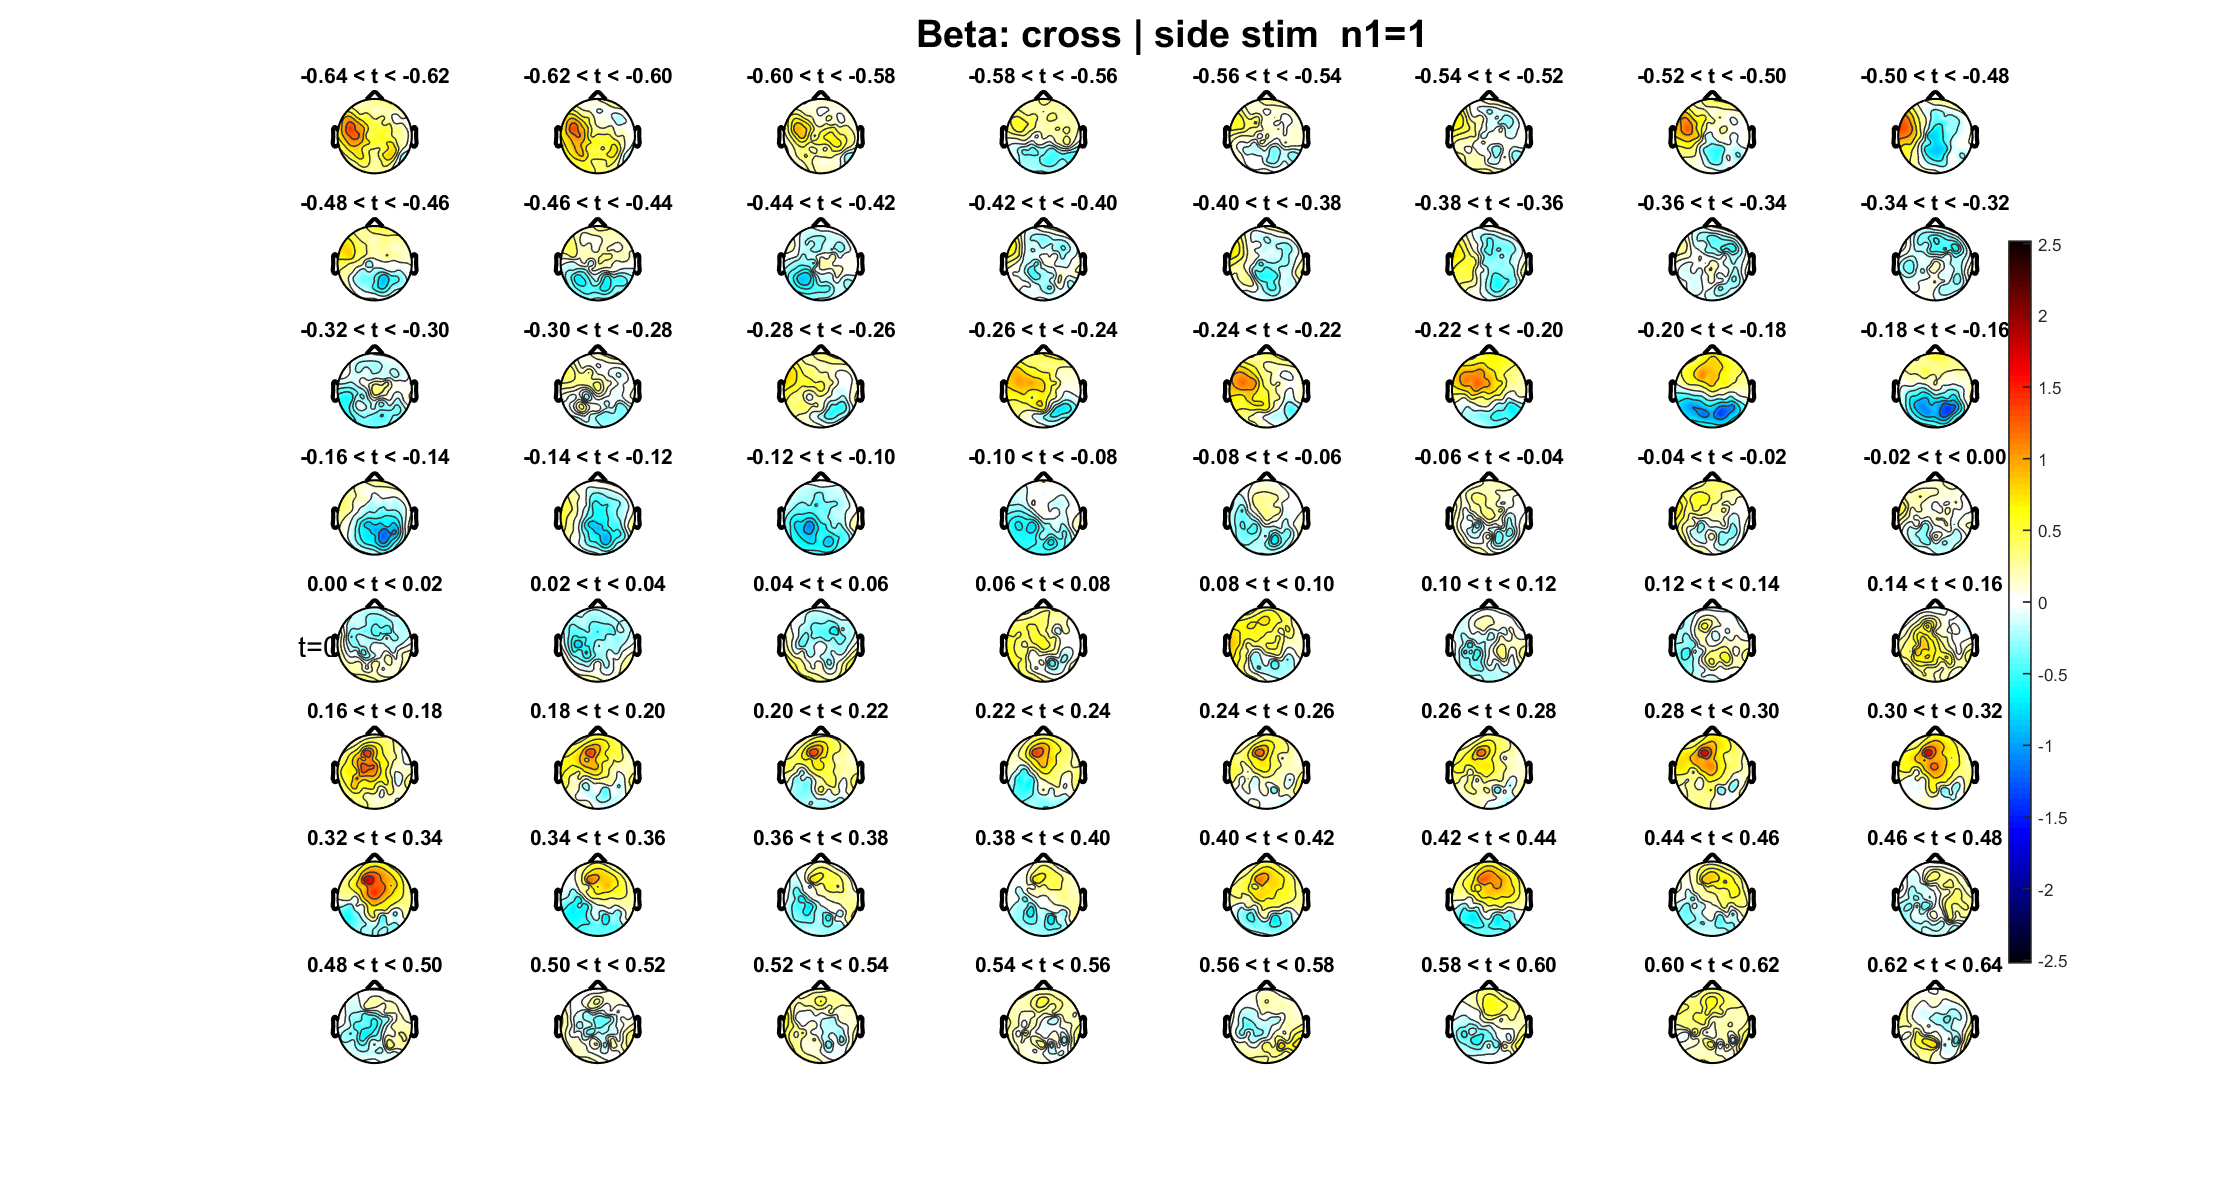 Beta: cross | side stim  n1=1
-0.64 < t < -0.62
-0.62 < t < -0.60
-0.60 < t < -0.58
-0.58 < t < -0.56
-0.56 < t < -0.54
-0.54 < t < -0.52
-0.52 < t < -0.50
-0.50 < t < -0.48
-0.48 < t < -0.46
-0.46 < t < -0.44
-0.44 < t < -0.42
-0.42 < t < -0.40
-0.40 < t < -0.38
-0.38 < t < -0.36
-0.36 < t < -0.34
-0.34 < t < -0.32
-0.32 < t < -0.30
-0.30 < t < -0.28
-0.28 < t < -0.26
-0.26 < t < -0.24
-0.24 < t < -0.22
-0.22 < t < -0.20
-0.20 < t < -0.18
-0.18 < t < -0.16
-0.16 < t < -0.14
-0.14 < t < -0.12
-0.12 < t < -0.10
-0.10 < t < -0.08
-0.08 < t < -0.06
-0.06 < t < -0.04
-0.04 < t < -0.02
-0.02 < t < 0.00
0.00 < t < 0.02
0.02 < t < 0.04
0.04 < t < 0.06
0.06 < t < 0.08
0.08 < t < 0.10
0.10 < t < 0.12
0.12 < t < 0.14
0.14 < t < 0.16
t=0
0.16 < t < 0.18
0.18 < t < 0.20
0.20 < t < 0.22
0.22 < t < 0.24
0.24 < t < 0.26
0.26 < t < 0.28
0.28 < t < 0.30
0.30 < t < 0.32
0.32 < t < 0.34
0.34 < t < 0.36
0.36 < t < 0.38
0.38 < t < 0.40
0.40 < t < 0.42
0.42 < t < 0.44
0.44 < t < 0.46
0.46 < t < 0.48
0.48 < t < 0.50
0.50 < t < 0.52
0.52 < t < 0.54
0.54 < t < 0.56
0.56 < t < 0.58
0.58 < t < 0.60
0.60 < t < 0.62
0.62 < t < 0.64
2.5
2
1.5
1
0.5
0
-0.5
-1
-1.5
-2
-2.5